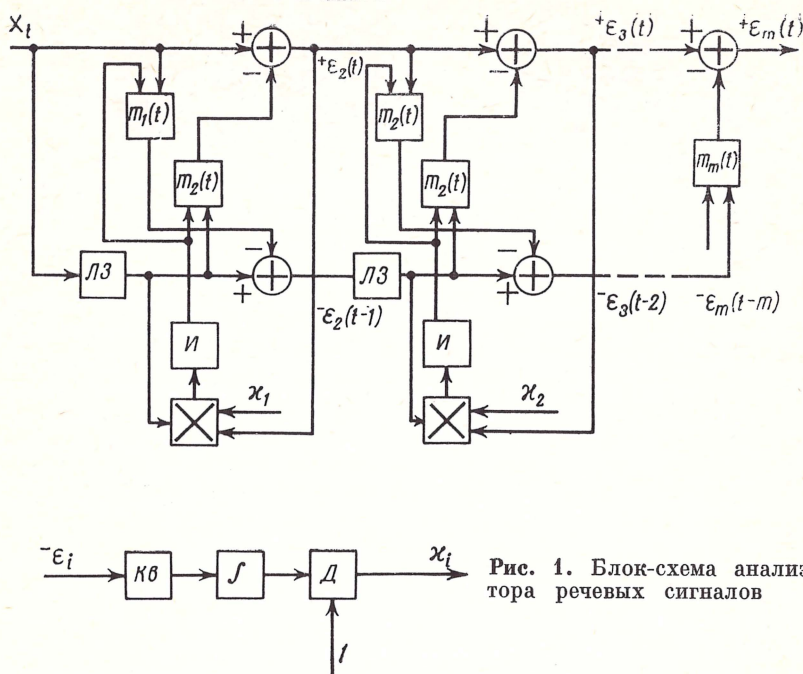 X_t
+
−
⁺ε₂(t)
+
−
⁺ε₃(t)
+
−
⁺ε_m(t)
m₁(t)
m₂(t)
m₂(t)
m₂(t)
m_m(t)
ЛЗ
−
+
⁻ε₂(t-1)
ЛЗ
−
+
⁻ε₃(t-2)
⁻ε_m(t-m)
И
И
ϰ₁
ϰ₂
⁻ε_i
КВ
∫
Д
ϰ_i
1
Рис. 1. Блок-схема анализ
тора речевых сигналов